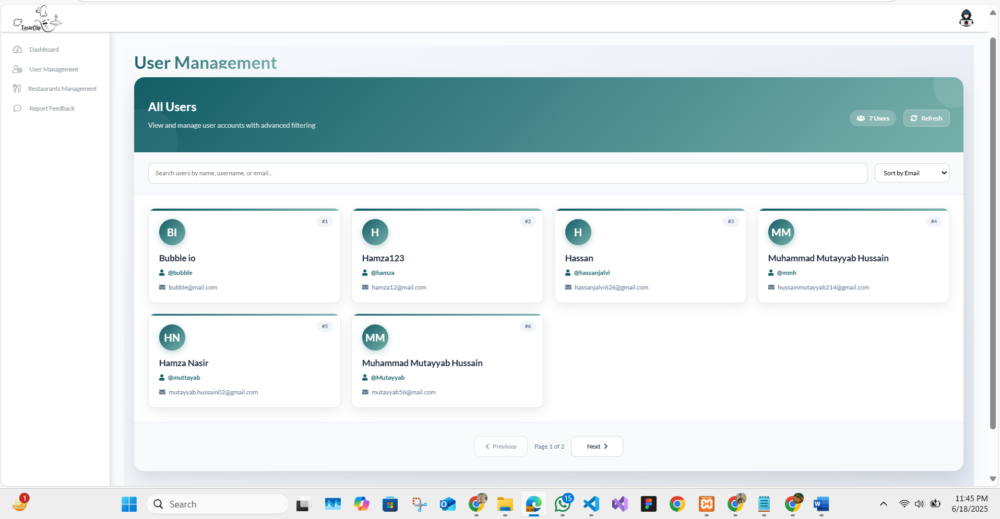 TasteClip
Dashboard
User Management
Restaurants Management
Report Feedback
User Management
All Users
View and manage user accounts with advanced filtering
7 Users
Refresh
Search users by name, username, or email...
Sort by Email
BI
#1
Bubble io
@bubble
bubble@mail.com
H
#2
Hamza123
@hamza
hamza12@mail.com
H
#3
Hassan
@hassanjalvi
hassanjalvi626@gmail.com
MM
#4
Muhammad Mutayyab Hussain
@mmh
hussainmutayyab214@gmail.com
HN
#5
Hamza Nasir
@muttayab
mutayyab.hussain02@gmail.com
MM
#6
Muhammad Mutayyab Hussain
@Mutayyab
mutayyab56@mail.com
Previous
Page 1 of 2
Next
1
Search
15
11:45 PM
6/18/2025